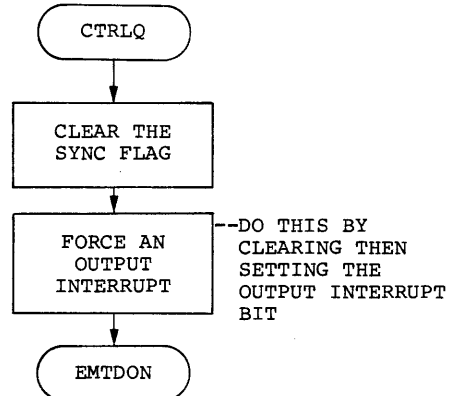 CTRLQ
CLEAR THE
SYNC FLAG
FORCE AN
OUTPUT
INTERRUPT
--DO THIS BY
CLEARING THEN
SETTING THE
OUTPUT INTERRUPT
BIT
EMTDON